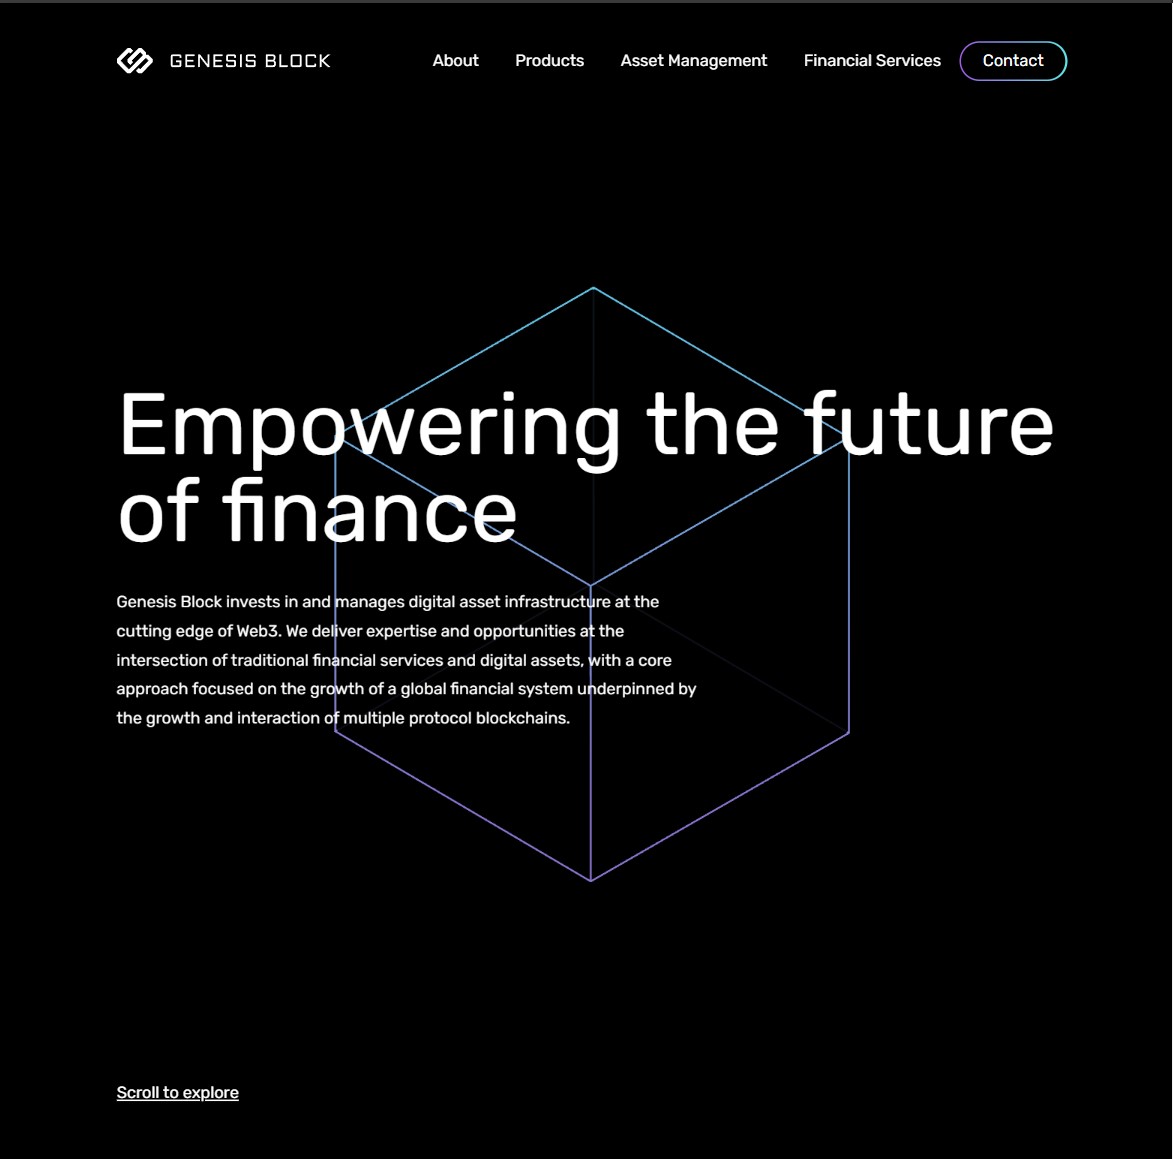 GENESIS BLOCK
About
Products
Asset Management
Financial Services
Contact
Empowering the future
of finance
Genesis Block invests in and manages digital asset infrastructure at the
cutting edge of Web3. We deliver expertise and opportunities at the
intersection of traditional financial services and digital assets, with a core
approach focused on the growth of a global financial system underpinned by
the growth and interaction of multiple protocol blockchains.
Scroll to explore